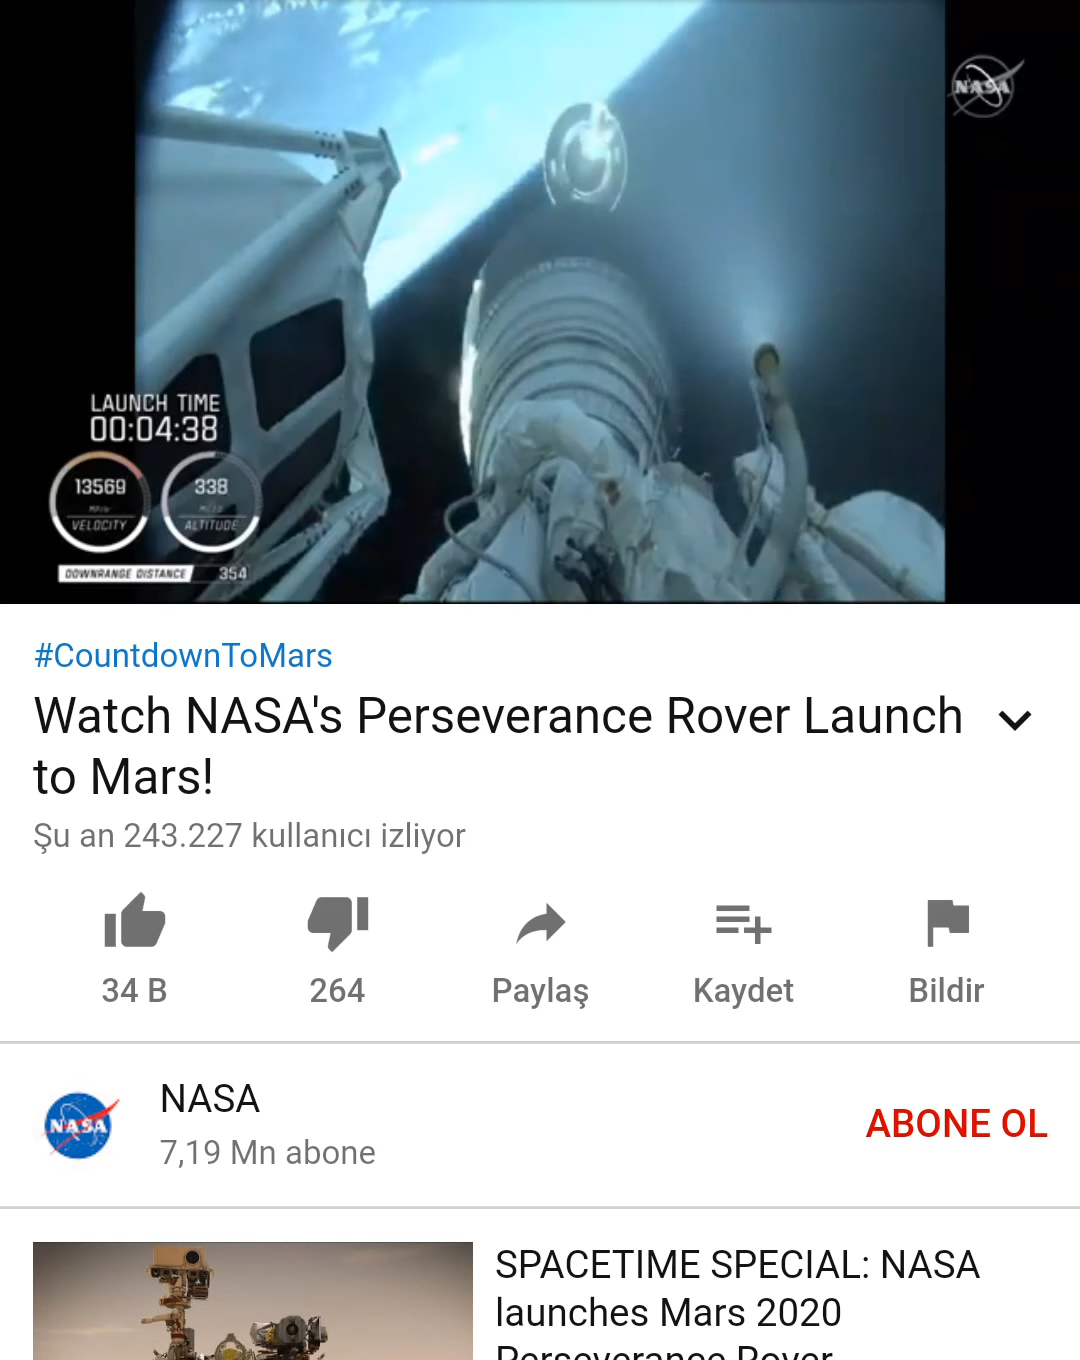 NASA
LAUNCH TIME
00:04:38
13569
338
VELOCITY
ALTITUDE
DOWNRANGE DISTANCE 354
#CountdownToMars
Watch NASA's Perseverance Rover Launch
to Mars!
Şu an 243.227 kullanıcı izliyor
34 B
264
Paylaş
Kaydet
Bildir
NASA
NASA
7,19 Mn abone
ABONE OL
SPACETIME SPECIAL: NASA
launches Mars 2020
Perseverance Rover